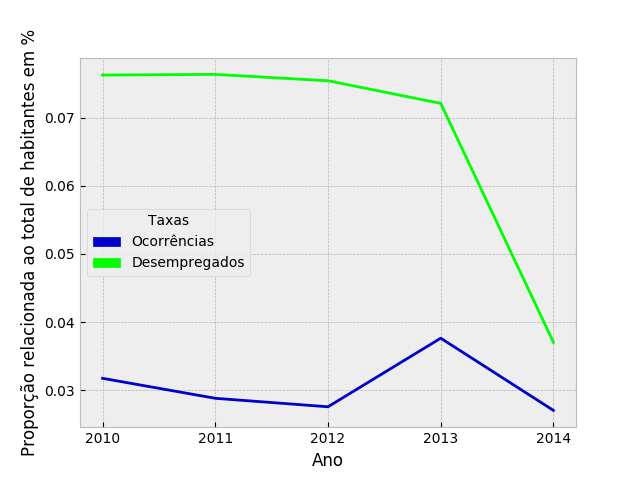 Proporção relacionada ao total de habitantes em %
0.07
0.06
0.05
0.04
0.03
Taxas
Ocorrências
Desempregados
2010 2011 2012 2013 2014
Ano